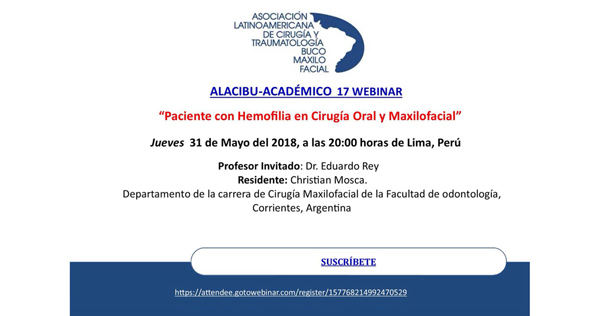 ASOCIACIÓN
LATINOAMERICANA
DE CIRUGÍA Y
TRAUMATOLOGÍA
BUCO
MAXILO
FACIAL
ALACIBU-ACADÉMICO 17 WEBINAR
“Paciente con Hemofilia en Cirugía Oral y Maxilofacial”
Jueves 31 de Mayo del 2018, a las 20:00 horas de Lima, Perú
Profesor Invitado: Dr. Eduardo Rey
Residente: Christian Mosca.
Departamento de la carrera de Cirugía Maxilofacial de la Facultad de odontología,
Corrientes, Argentina
SUSCRÍBETE
https://attendee.gotowebinar.com/register/157768214992470529